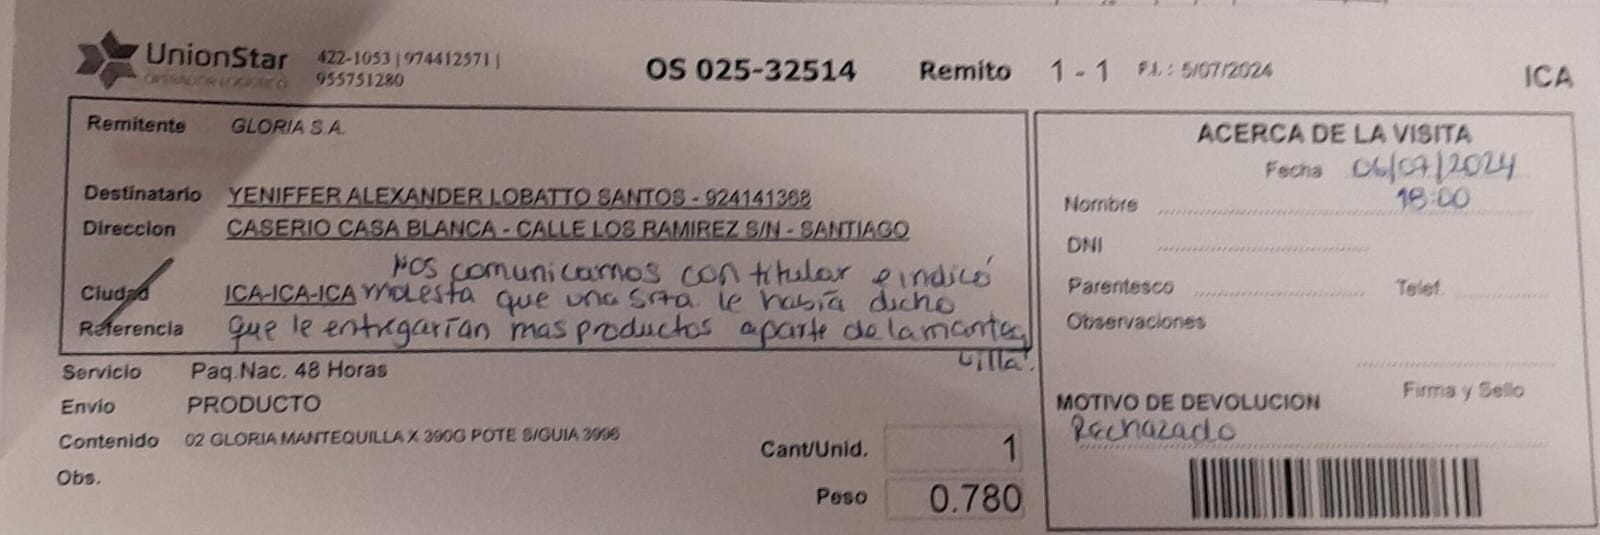 UnionStar 422-1053 | 974412571 |
OPERADOR LOGISTICO 955751280
OS 025-32514 Remito 1 - 1 F.I. : 5/07/2024 ICA
Remitente GLORIA S.A.
Destinatario YENIFFER ALEXANDER LOBATTO SANTOS - 924141368
Direccion CASERIO CASA BLANCA - CALLE LOS RAMIREZ S/N - SANTIAGO
Nos comunicamos con titular e indicó
Ciudad ICA-ICA-ICA molesta que una srta. le había dicho
Referencia que le entregarían mas productos aparte de la manteq
uilla!
Servicio Paq.Nac. 48 Horas
Envio PRODUCTO
Contenido 02 GLORIA MANTEQUILLA X 390G POTE S/GUIA 3996
Obs.
Cant/Unid. 1
Peso 0.780
ACERCA DE LA VISITA
Fecha 06/07/2024
Nombre 18:00
DNI
Parentesco Telef.
Observaciones
Firma y Sello
MOTIVO DE DEVOLUCION
Rechazado